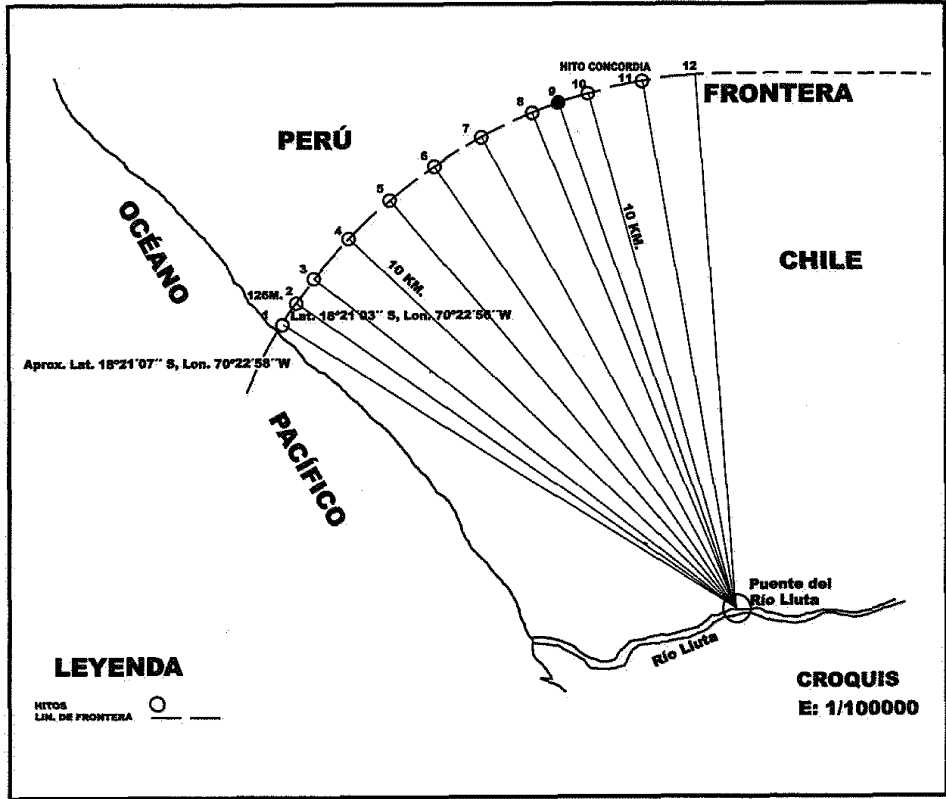 HITO CONCORDIA
12
11
10
9
8
7
6
5
4
3
2
1
FRONTERA
PERÚ
OCÉANO
10 KM.
10 KM.
CHILE
125M.
Lat. 18°21´03´´ S, Lon. 70°22´56´´W
Aprox. Lat. 18°21´07´´ S, Lon. 70°22´58´´W
PACÍFICO
Puente del
Río Lluta
Río Lluta
LEYENDA
HITOS
LIN. DE FRONTERA
CROQUIS
E: 1/100000